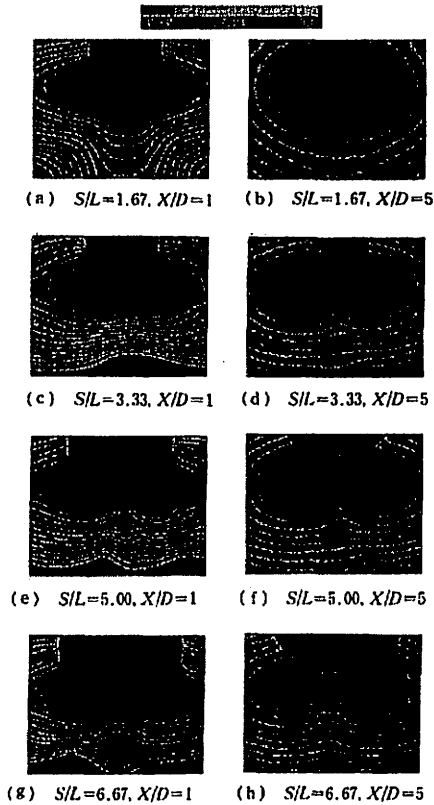 (a) S/L=1.67, X/D=1
(b) S/L=1.67, X/D=5
(c) S/L=3.33, X/D=1
(d) S/L=3.33, X/D=5
(e) S/L=5.00, X/D=1
(f) S/L=5.00, X/D=5
(g) S/L=6.67, X/D=1
(h) S/L=6.67, X/D=5